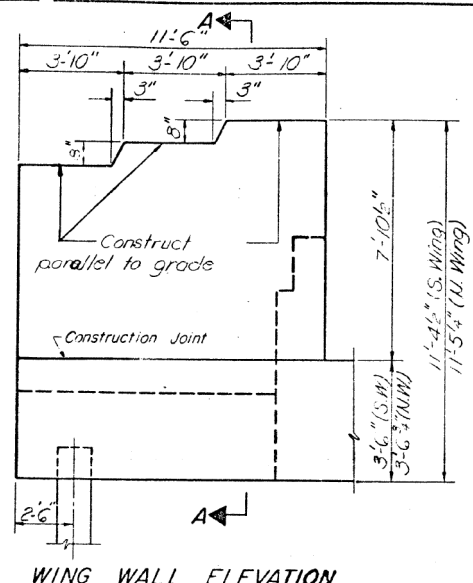 A
11'-6"
3'-10" 3'-10" 3'-10"
3" 3"
8" 8"
Construct
parallel to grade
7'-10½"
11'-4½" (S. Wing)
11'-5¼" (N. Wing)
Construction Joint
3'-6" (S.W)
3'-6¾" (N.W)
2'-6"
A
WING WALL ELEVATION